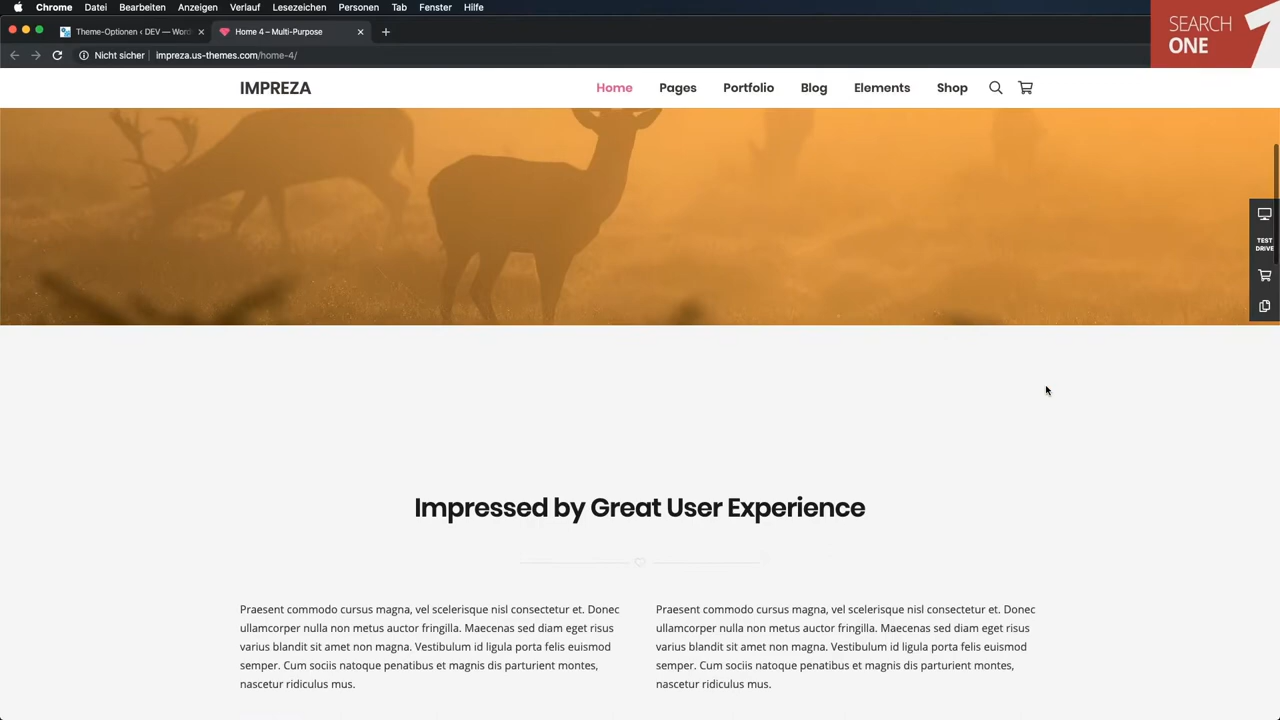 Chrome Datei Bearbeiten Anzeigen Verlauf Lesezeichen Personen Tab Fenster Hilfe
SEARCH
ONE
1
Theme-Optionen ‹ DEV — Word
Home 4 – Multi-Purpose
Nicht sicher impreza.us-themes.com/home-4/
IMPREZA
Home Pages Portfolio Blog Elements Shop
TEST
DRIVE
Impressed by Great User Experience
Praesent commodo cursus magna, vel scelerisque nisl consectetur et. Donec
ullamcorper nulla non metus auctor fringilla. Maecenas sed diam eget risus
varius blandit sit amet non magna. Vestibulum id ligula porta felis euismod
semper. Cum sociis natoque penatibus et magnis dis parturient montes,
nascetur ridiculus mus.
Praesent commodo cursus magna, vel scelerisque nisl consectetur et. Donec
ullamcorper nulla non metus auctor fringilla. Maecenas sed diam eget risus
varius blandit sit amet non magna. Vestibulum id ligula porta felis euismod
semper. Cum sociis natoque penatibus et magnis dis parturient montes,
nascetur ridiculus mus.